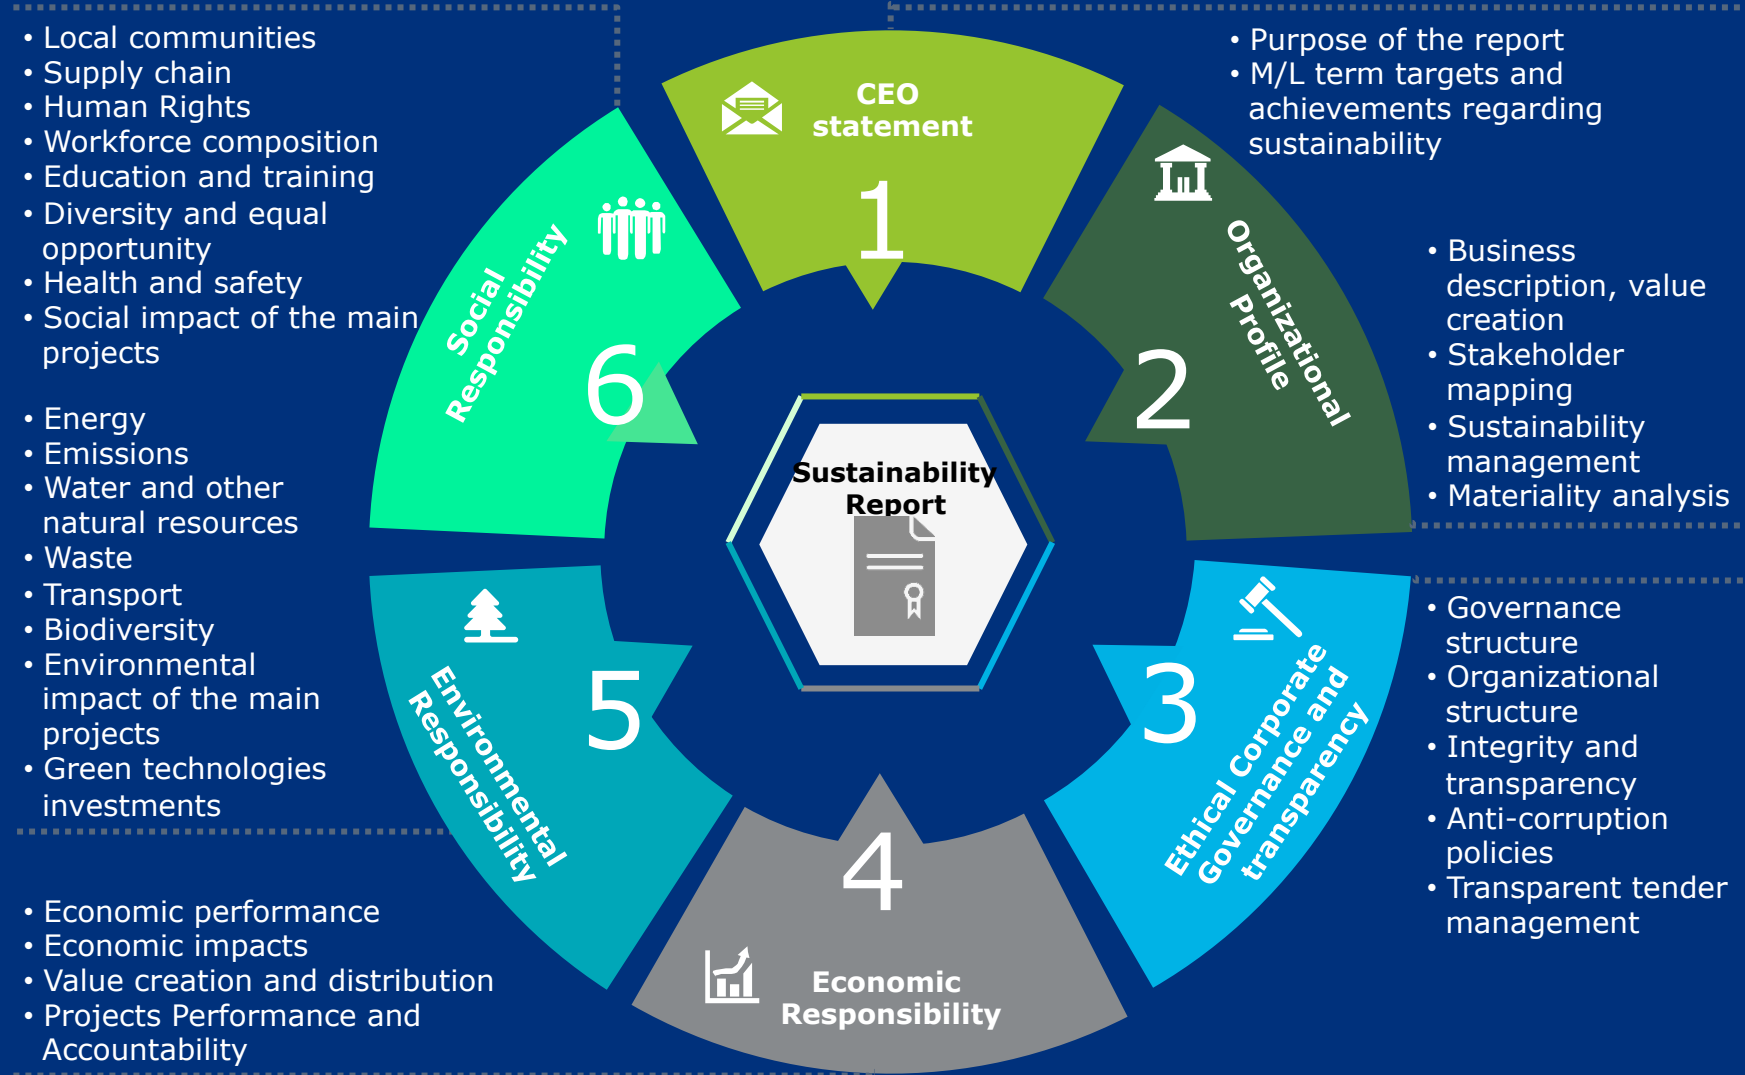 CEO
statement
1
• Purpose of the report
• M/L term targets and
achievements regarding
sustainability
Organizational
Profile
2
• Business
description, value
creation
• Stakeholder
mapping
• Sustainability
management
• Materiality analysis
Ethical Corporate
Governance and
transparency
3
• Governance
structure
• Organizational
structure
• Integrity and
transparency
• Anti-corruption
policies
• Transparent tender
management
4
Economic
Responsibility
• Economic performance
• Economic impacts
• Value creation and distribution
• Projects Performance and
Accountability
Environmental
Responsibility
5
• Energy
• Emissions
• Water and other
natural resources
• Waste
• Transport
• Biodiversity
• Environmental
impact of the main
projects
• Green technologies
investments
Social
Responsibility
6
• Local communities
• Supply chain
• Human Rights
• Workforce composition
• Education and training
• Diversity and equal
opportunity
• Health and safety
• Social impact of the main
projects
Sustainability
Report